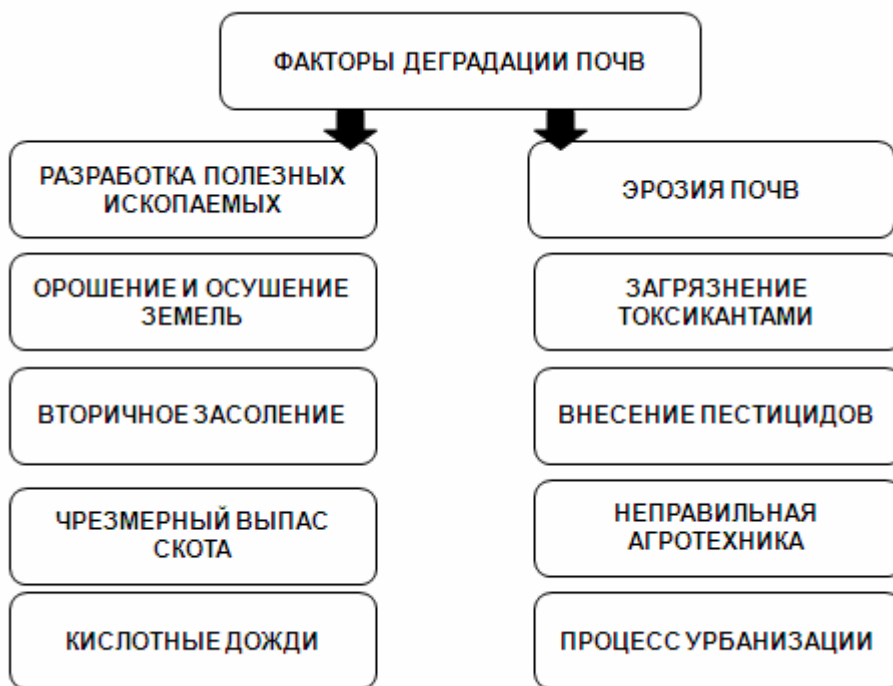 ФАКТОРЫ ДЕГРАДАЦИИ ПОЧВ
РАЗРАБОТКА ПОЛЕЗНЫХ
ИСКОПАЕМЫХ
ЭРОЗИЯ ПОЧВ
ОРОШЕНИЕ И ОСУШЕНИЕ
ЗЕМЕЛЬ
ЗАГРЯЗНЕНИЕ
ТОКСИКАНТАМИ
ВТОРИЧНОЕ ЗАСОЛЕНИЕ
ВНЕСЕНИЕ ПЕСТИЦИДОВ
ЧРЕЗМЕРНЫЙ ВЫПАС
СКОТА
НЕПРАВИЛЬНАЯ
АГРОТЕХНИКА
КИСЛОТНЫЕ ДОЖДИ
ПРОЦЕСС УРБАНИЗАЦИИ